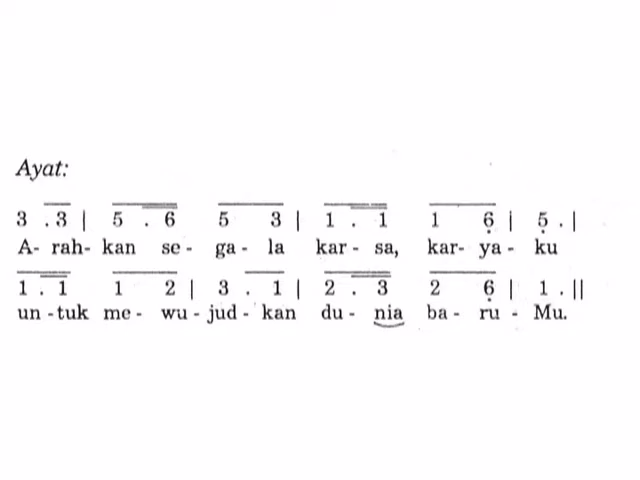 Ayat:
3 .3 | 5 . 6 5 3 | 1 . 1 1 6̣ | 5̣ . |
A- rah- kan se - ga - la kar - sa, kar- ya - ku
1 . 1 1 2 | 3 . 1 | 2 . 3 2 6̣ | 1 . ||
un -tuk me - wu - jud - kan du - nia ba - ru - Mu.